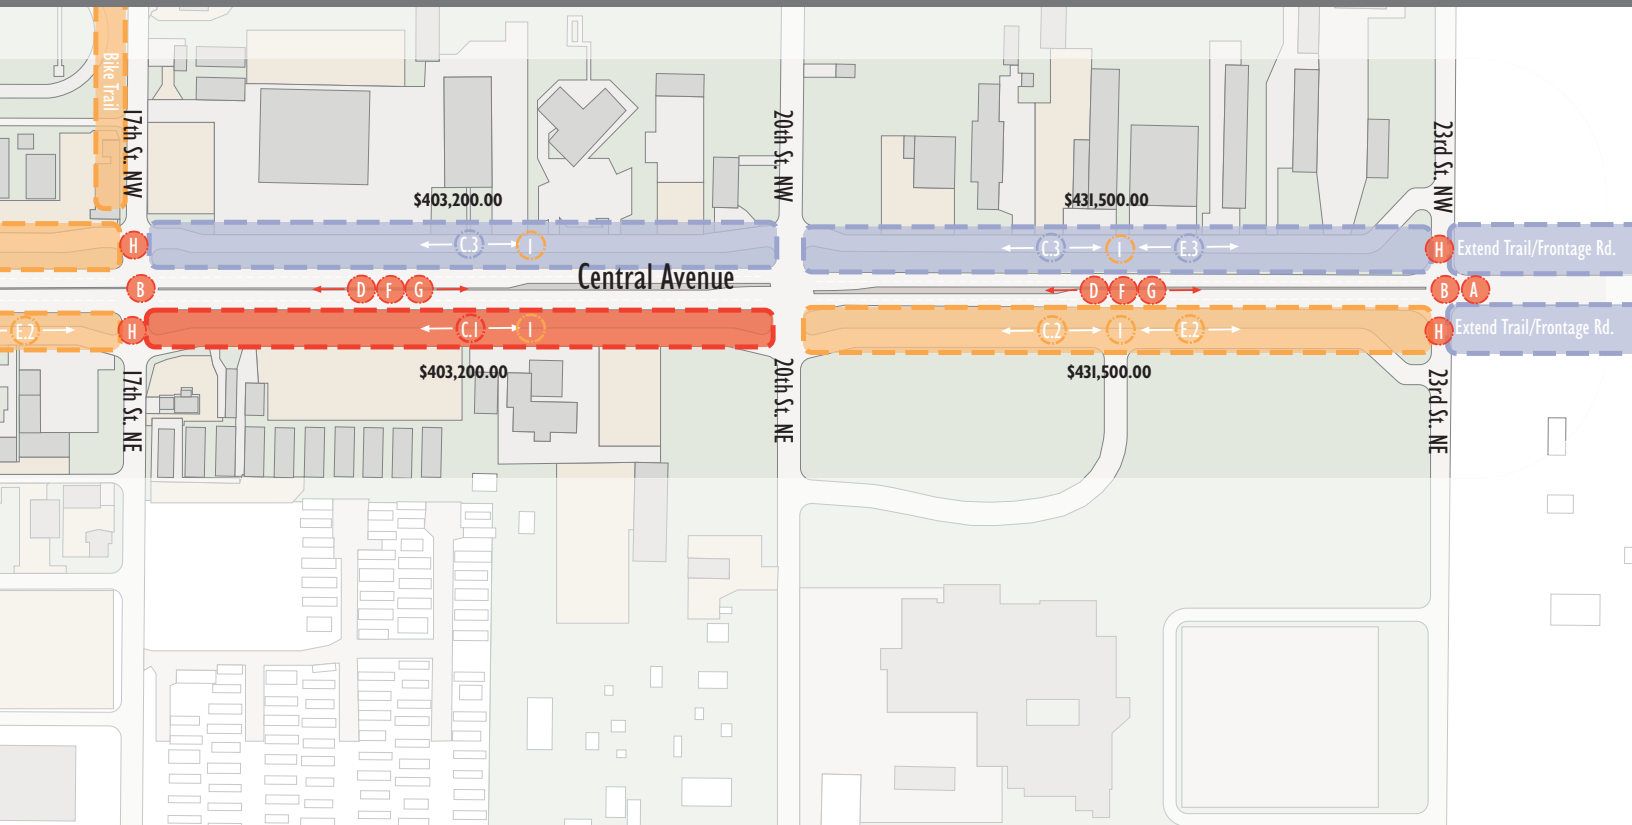 Bike Trail
17th St. NW
20th St. NW
23rd St. NW
$403,200.00
$431,500.00
H
C.3
I
C.3
I
E.3
H
Extend Trail/Frontage Rd.
B
D
F
G
Central Avenue
D
F
G
B
A
E.2
H
C.1
I
C.2
I
E.2
H
Extend Trail/Frontage Rd.
$403,200.00
$431,500.00
17th St. NE
20th St. NE
23rd St. NE